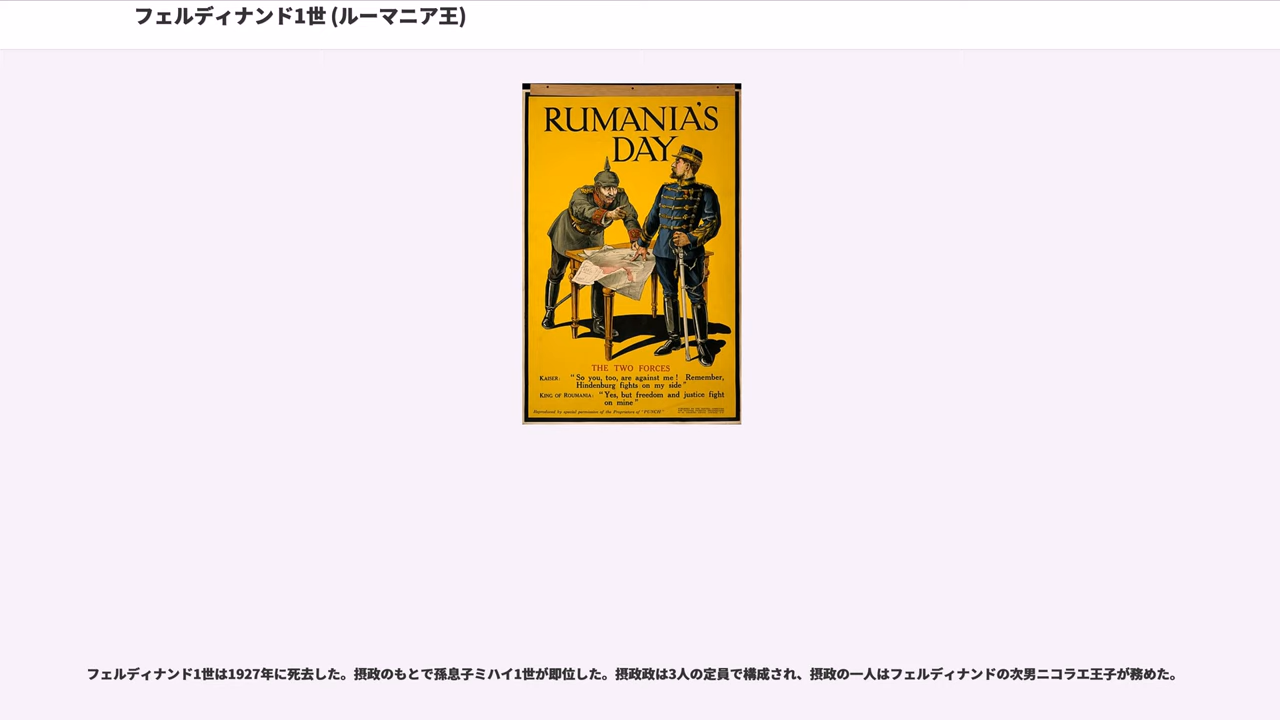 フェルディナンド1世 (ルーマニア王)
RUMANIA'S
DAY
THE TWO FORCES
KAISER: "So you, too, are against me! Remember,
Hindenburg fights on my side"
KING OF ROUMANIA: "Yes, but freedom and justice fight
on mine"
Reproduced by special permission of the Proprietors of "PUNCH"
フェルディナンド1世は1927年に死去した。摂政のもとで孫息子ミハイ1世が即位した。摂政政は3人の定員で構成され、摂政の一人はフェルディナンドの次男ニコラエ王子が務めた。